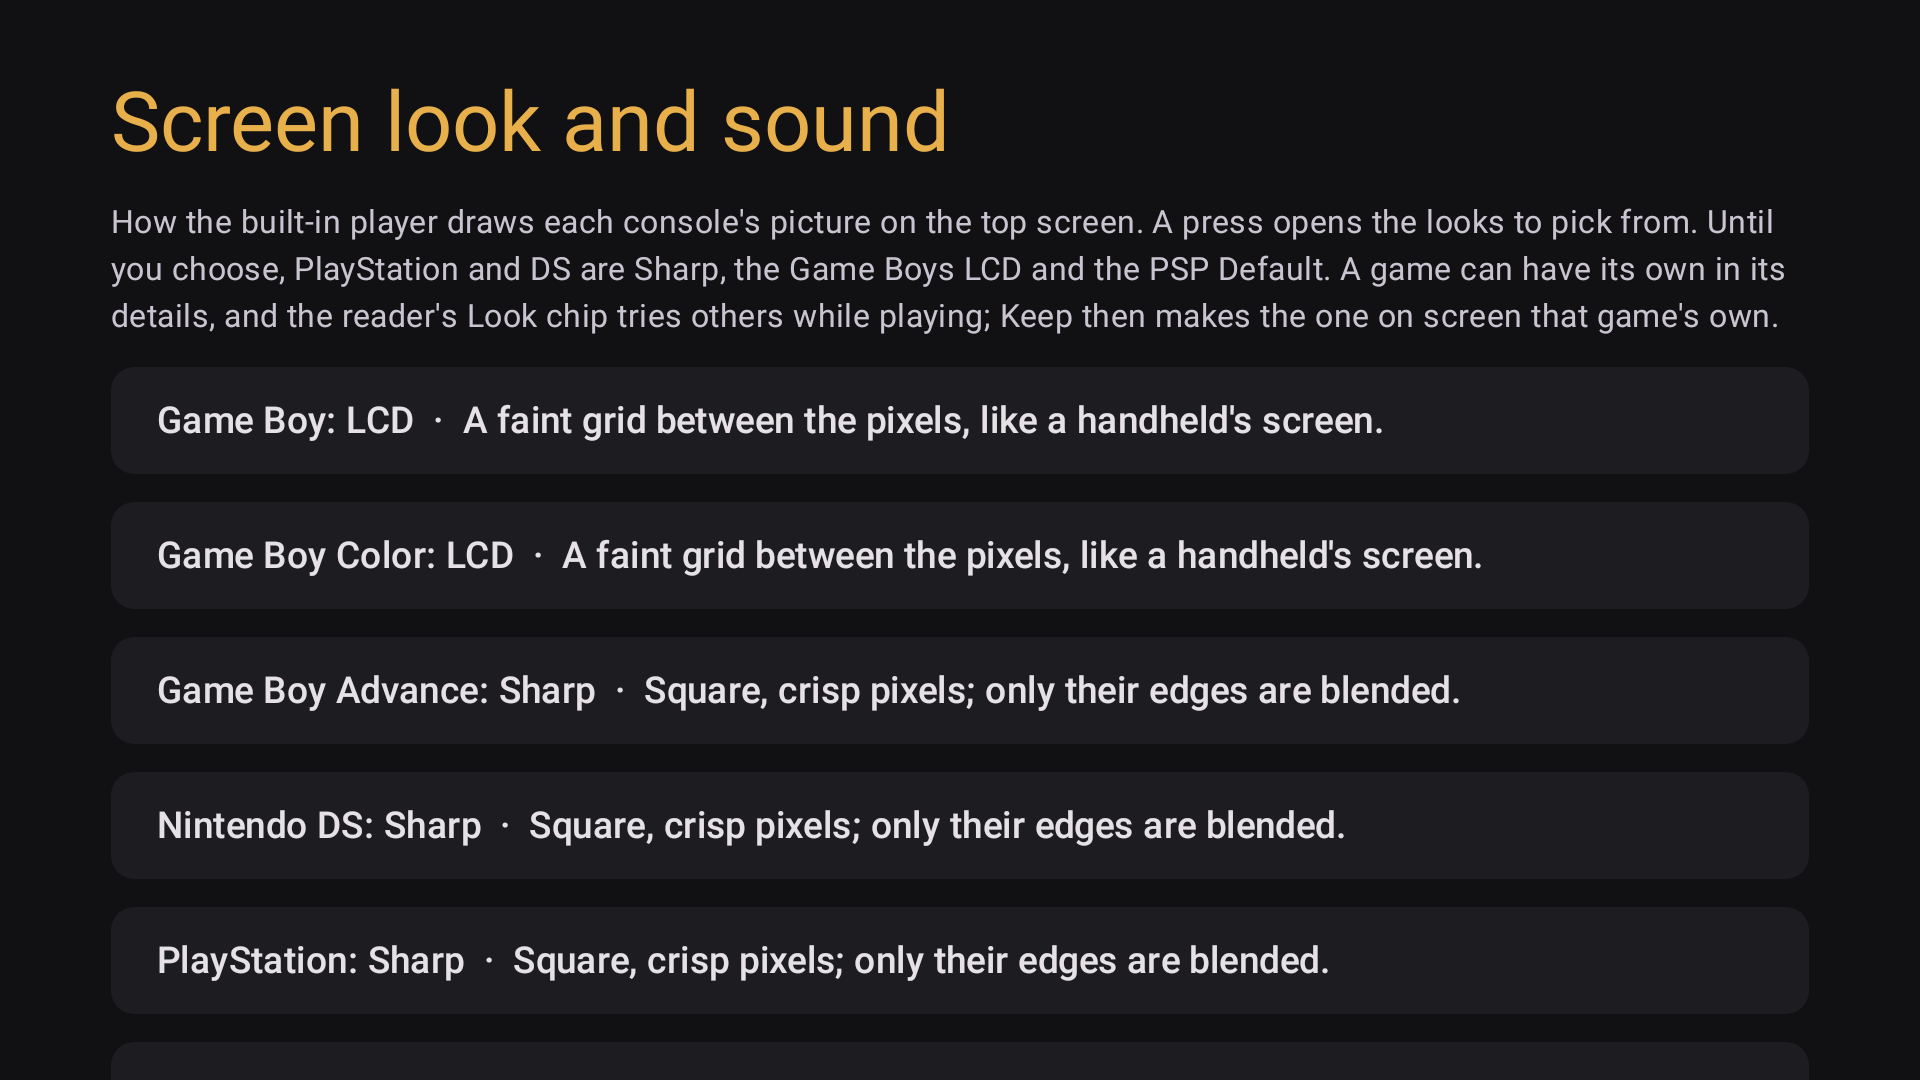 Screen look and sound
How the built-in player draws each console's picture on the top screen. A press opens the looks to pick from. Until
you choose, PlayStation and DS are Sharp, the Game Boys LCD and the PSP Default. A game can have its own in its
details, and the reader's Look chip tries others while playing; Keep then makes the one on screen that game's own.
Game Boy: LCD · A faint grid between the pixels, like a handheld's screen.
Game Boy Color: LCD · A faint grid between the pixels, like a handheld's screen.
Game Boy Advance: Sharp · Square, crisp pixels; only their edges are blended.
Nintendo DS: Sharp · Square, crisp pixels; only their edges are blended.
PlayStation: Sharp · Square, crisp pixels; only their edges are blended.